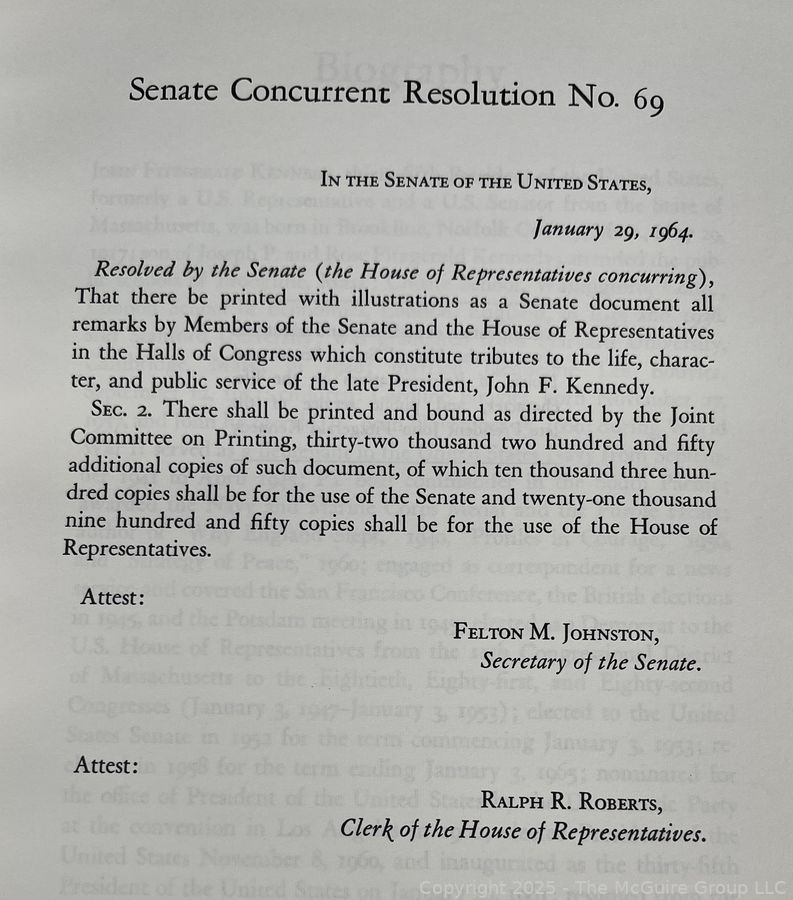 Biography
Senate Concurrent Resolution No. 69
In the Senate of the United States,
January 29, 1964.
Resolved by the Senate (the House of Representatives concurring),
That there be printed with illustrations as a Senate document all
remarks by Members of the Senate and the House of Representatives
in the Halls of Congress which constitute tributes to the life, charac-
ter, and public service of the late President, John F. Kennedy.
Sec. 2. There shall be printed and bound as directed by the Joint
Committee on Printing, thirty-two thousand two hundred and fifty
additional copies of such document, of which ten thousand three hun-
dred copies shall be for the use of the Senate and twenty-one thousand
nine hundred and fifty copies shall be for the use of the House of
Representatives.
Attest:
Felton M. Johnston,
Secretary of the Senate.
Attest:
Ralph R. Roberts,
Clerk of the House of Representatives.
Copyright 2025 - The McGuire Group LLC